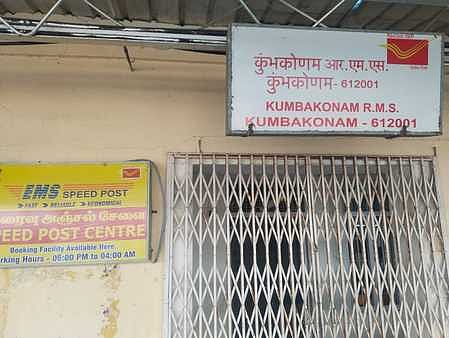 कुंभकोणम आर.एम.एस.
कुंभकोणम - 612001
KUMBAKONAM R.M.S.
KUMBAKONAM - 612001
EMS SPEED POST
FAST RELIABLE ECONOMICAL
அஞ்சல் சேவை
SPEED POST CENTRE
Booking Facility Available Here
Working Hours - 05:00 PM to 04:00 AM